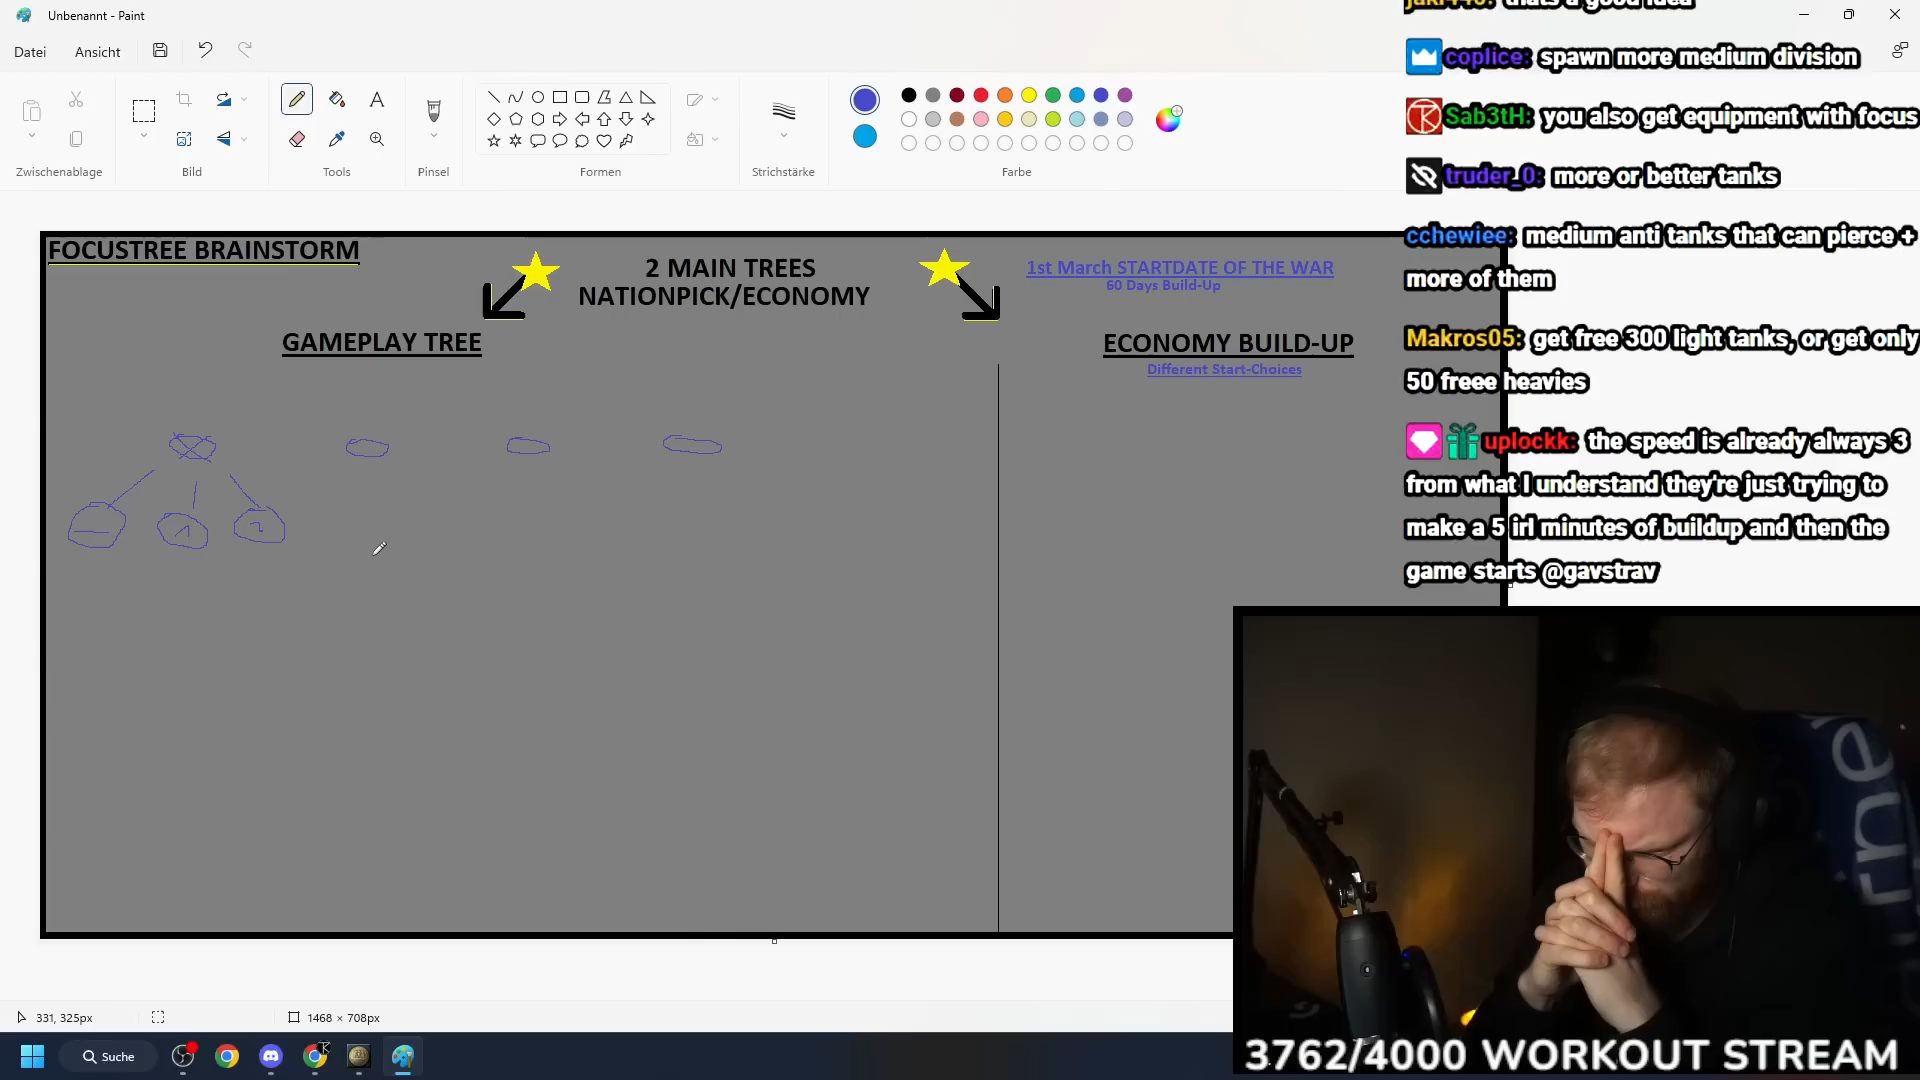 Unbenannt - Paint
Datei
Ansicht
Zwischenablage
Bild
Tools
Pinsel
Formen
Strichstärke
Farbe
A
FOCUSTREE BRAINSTORM
2 MAIN TREES
NATIONPICK/ECONOMY
1st March STARTDATE OF THE WAR
60 Days Build-Up
GAMEPLAY TREE
ECONOMY BUILD-UP
Different Start-Choices
1
2
coplice: spawn more medium division
Sab3tH: you also get equipment with focus
truder_0: more or better tanks
cchewiee: medium anti tanks that can pierce +
more of them
Makros05: get free 300 light tanks, or get only
50 freee heavies
uplockk: the speed is already always 3
from what I understand they're just trying to
make a 5 irl minutes of buildup and then the
game starts @gavstrav
3762/4000 WORKOUT STREAM
331, 325px
1468 × 708px
Suche